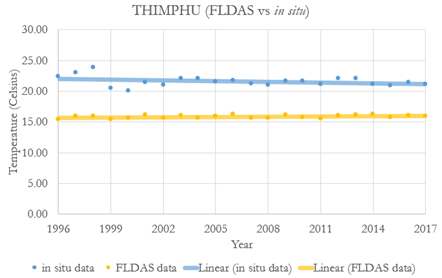 THIMPHU (FLDAS vs in situ)
30.00
25.00
20.00
15.00
10.00
5.00
0.00
Temperature (Celsius)
1996 1999 2002 2005 2008 2011 2014 2017
Year
in situ data FLDAS data Linear (in situ data) Linear (FLDAS data)